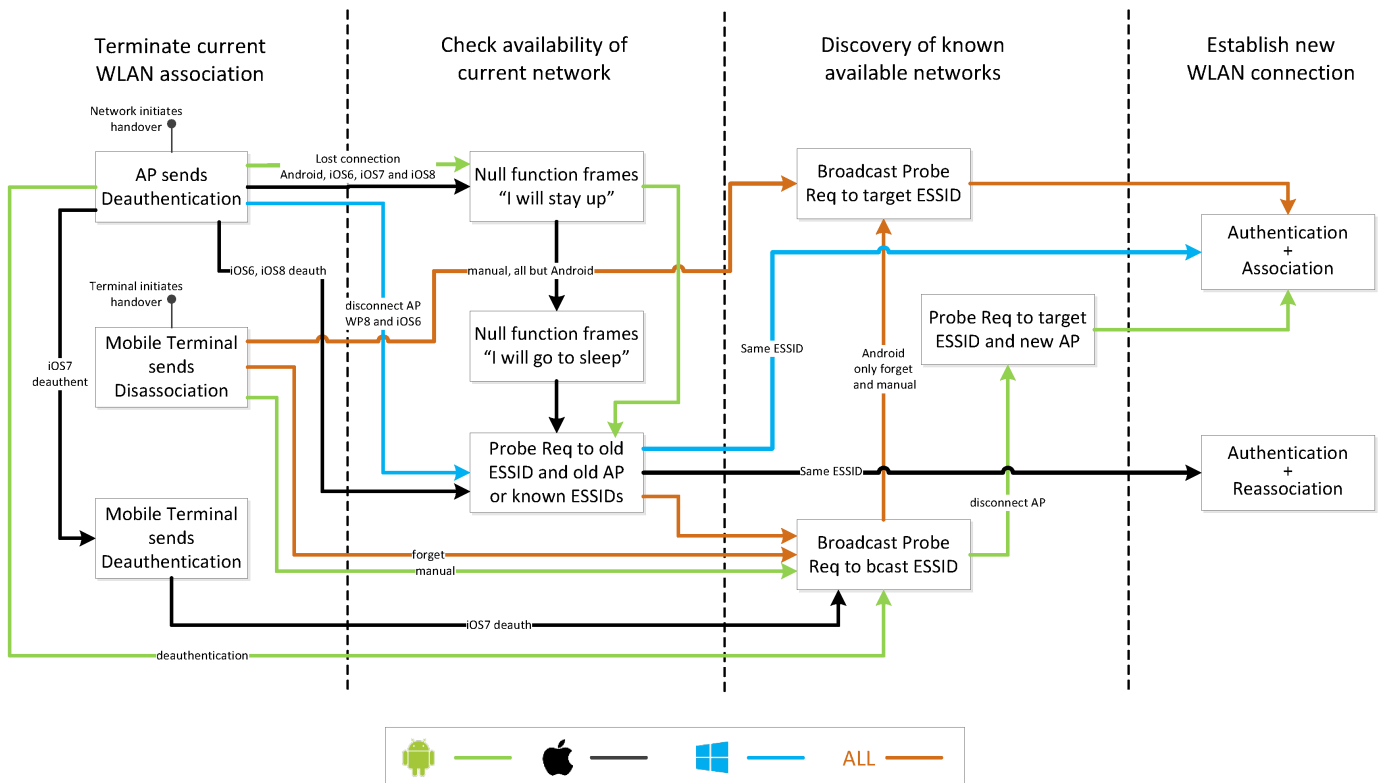 Terminate current
WLAN association
Check availability of
current network
Discovery of known
available networks
Establish new
WLAN connection
Network initiates
handover
AP sends
Deauthentication
Lost connection
Android, iOS6, iOS7 and iOS8
Null function frames
“I will stay up”
Broadcast Probe
Req to target ESSID
Authentication
+
Association
iOS6, iOS8 deauth
manual, all but Android
Terminal initiates
handover
disconnect AP
WP8 and iOS6
Mobile Terminal
sends
Disassociation
Null function frames
“I will go to sleep”
Probe Req to target
ESSID and new AP
Same ESSID
Android
only forget
and manual
iOS7
deauthent
Probe Req to old
ESSID and old AP
or known ESSIDs
Same ESSID
Authentication
+
Reassociation
disconnect AP
Mobile Terminal
sends
Deauthentication
Broadcast Probe
Req to bcast ESSID
forget
manual
iOS7 deauth
deauthentication
ALL